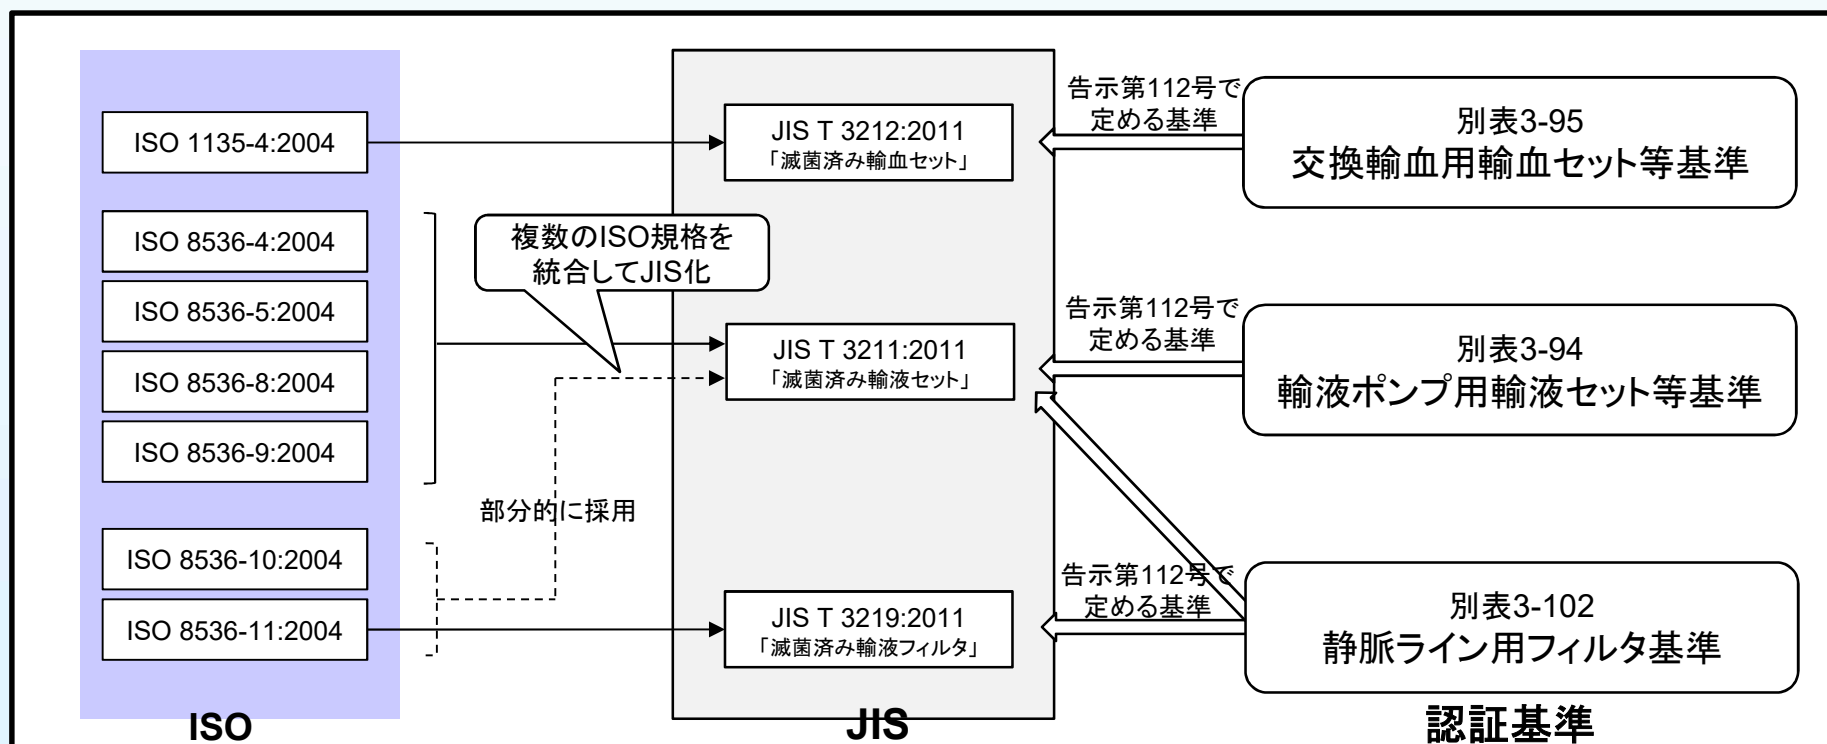 ISO 1135-4:2004
ISO 8536-4:2004
ISO 8536-5:2004
ISO 8536-8:2004
ISO 8536-9:2004
ISO 8536-10:2004
ISO 8536-11:2004
ISO
複数のISO規格を
統合してJIS化
部分的に採用
JIS T 3212:2011
「滅菌済み輸血セット」
JIS T 3211:2011
「滅菌済み輸液セット」
JIS T 3219:2011
「滅菌済み輸液フィルタ」
JIS
告示第112号で
定める基準
告示第112号で
定める基準
告示第112号で
定める基準
別表3-95
交換輸血用輸血セット等基準
別表3-94
輸液ポンプ用輸液セット等基準
別表3-102
静脈ライン用フィルタ基準
認証基準